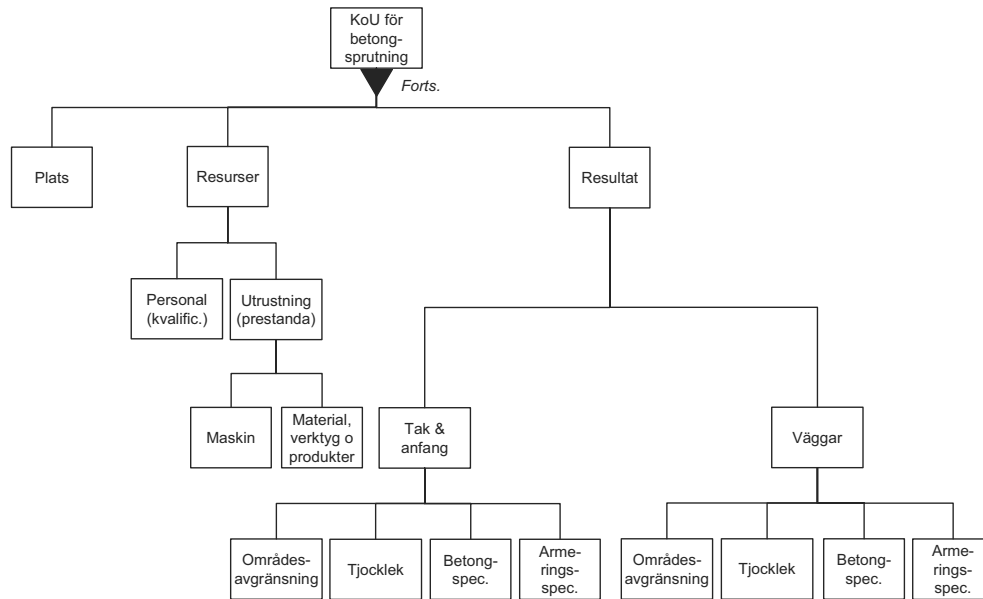 KoU för
betong-
sprutning
Forts.
Plats
Resurser
Resultat
Personal
(kvalific.)
Utrustning
(prestanda)
Maskin
Material,
verktyg o
produkter
Tak &
anfang
Väggar
Områdes-
avgränsning
Tjocklek
Betong-
spec.
Arme-
rings-
spec.
Områdes-
avgränsning
Tjocklek
Betong-
spec.
Arme-
rings-
spec.